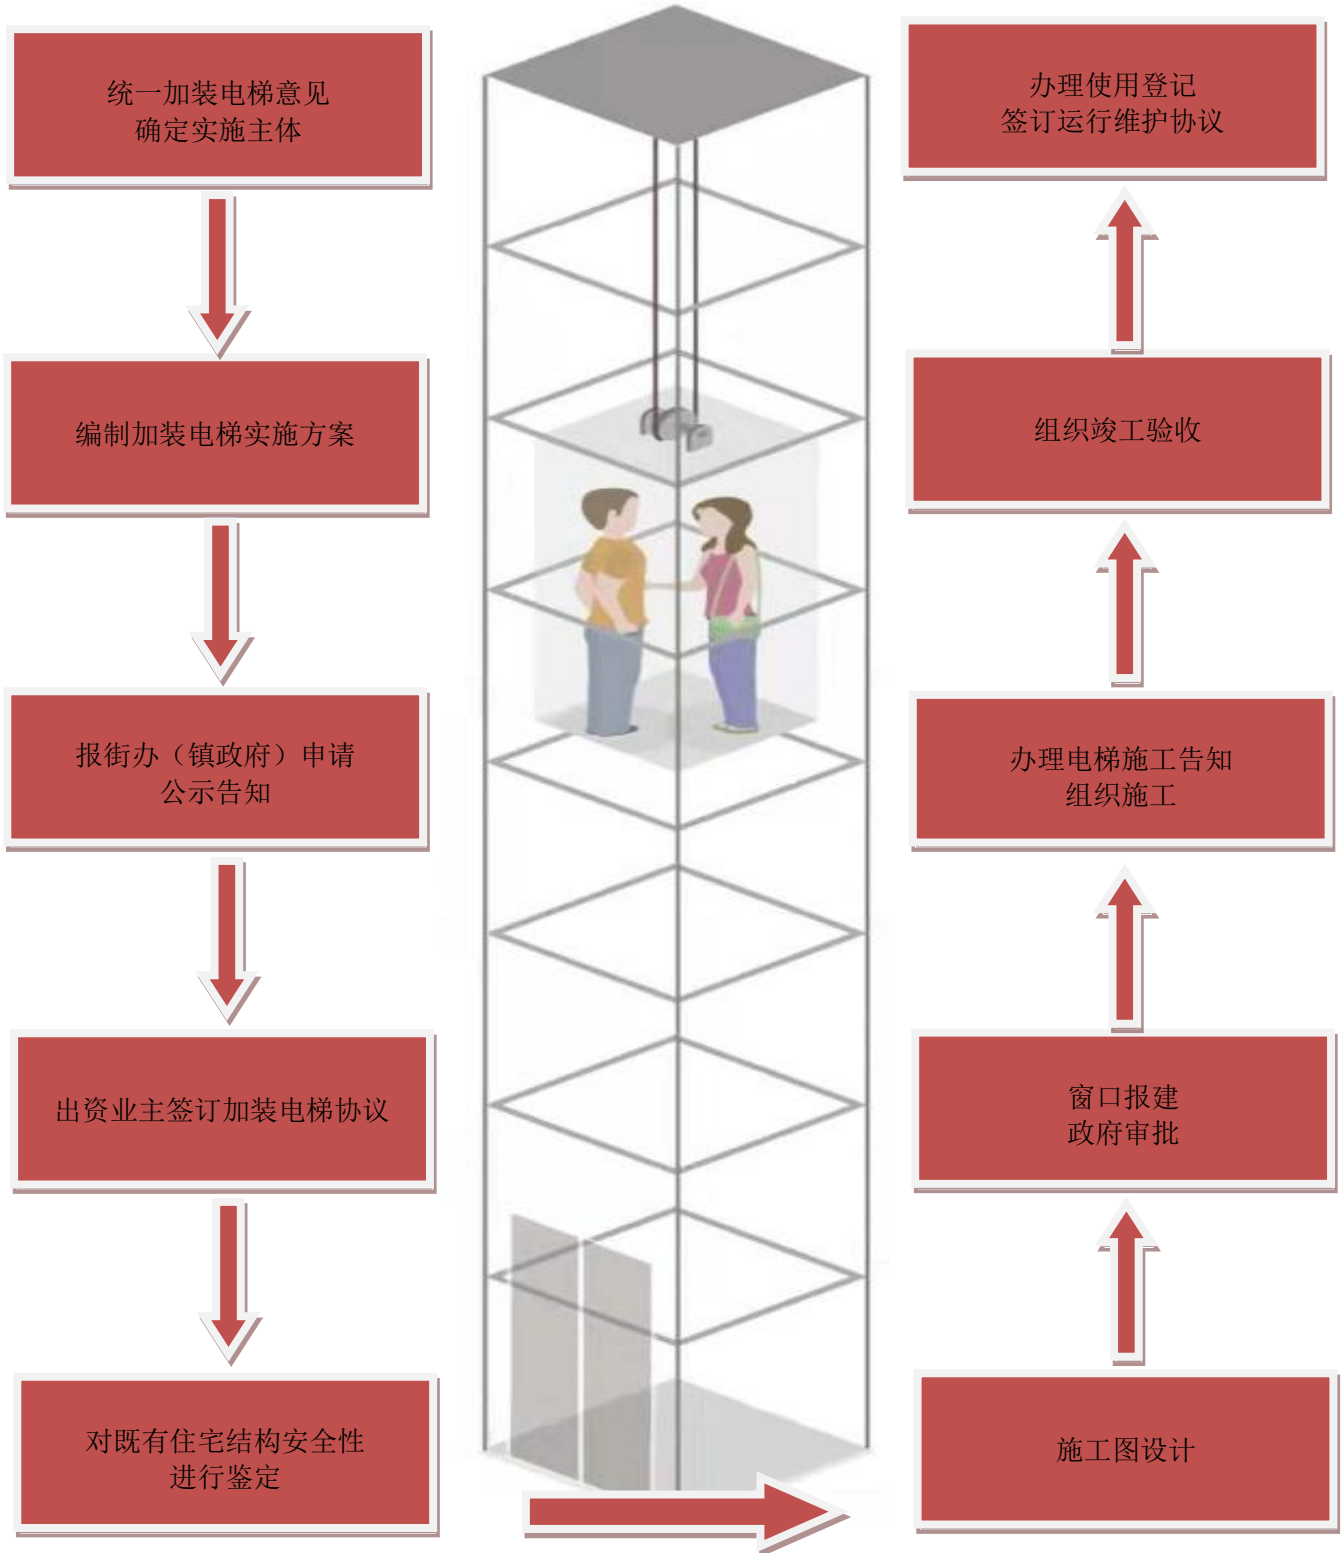 统一加装电梯意见
确定实施主体
编制加装电梯实施方案
报街办（镇政府）申请
公示告知
出资业主签订加装电梯协议
对既有住宅结构安全性
进行鉴定
施工图设计
窗口报建
政府审批
办理电梯施工告知
组织施工
组织竣工验收
办理使用登记
签订运行维护协议